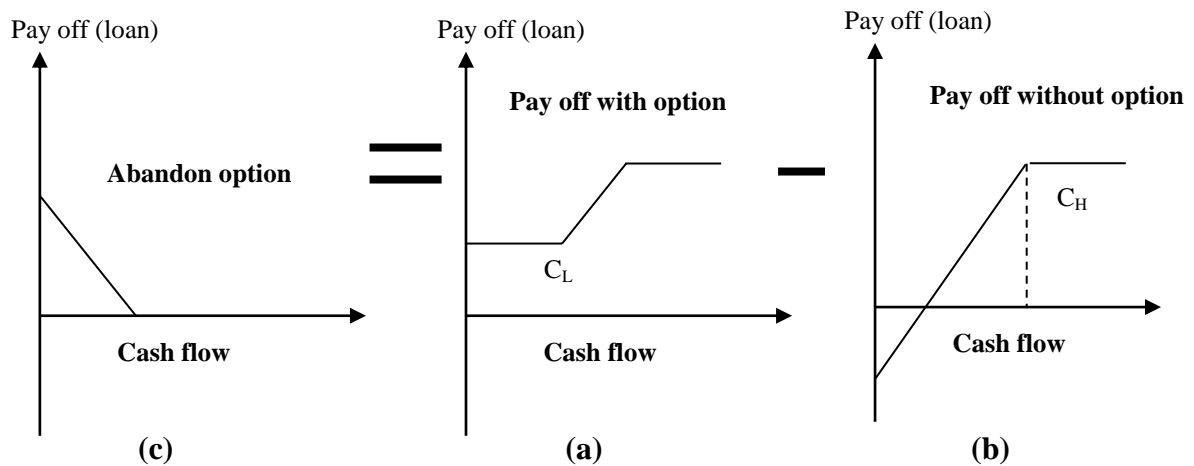 Pay off (loan)
Abandon option
Cash flow
(c)
Pay off (loan)
Pay off with option
C_L
Cash flow
(a)
Pay off (loan)
Pay off without option
C_H
Cash flow
(b)